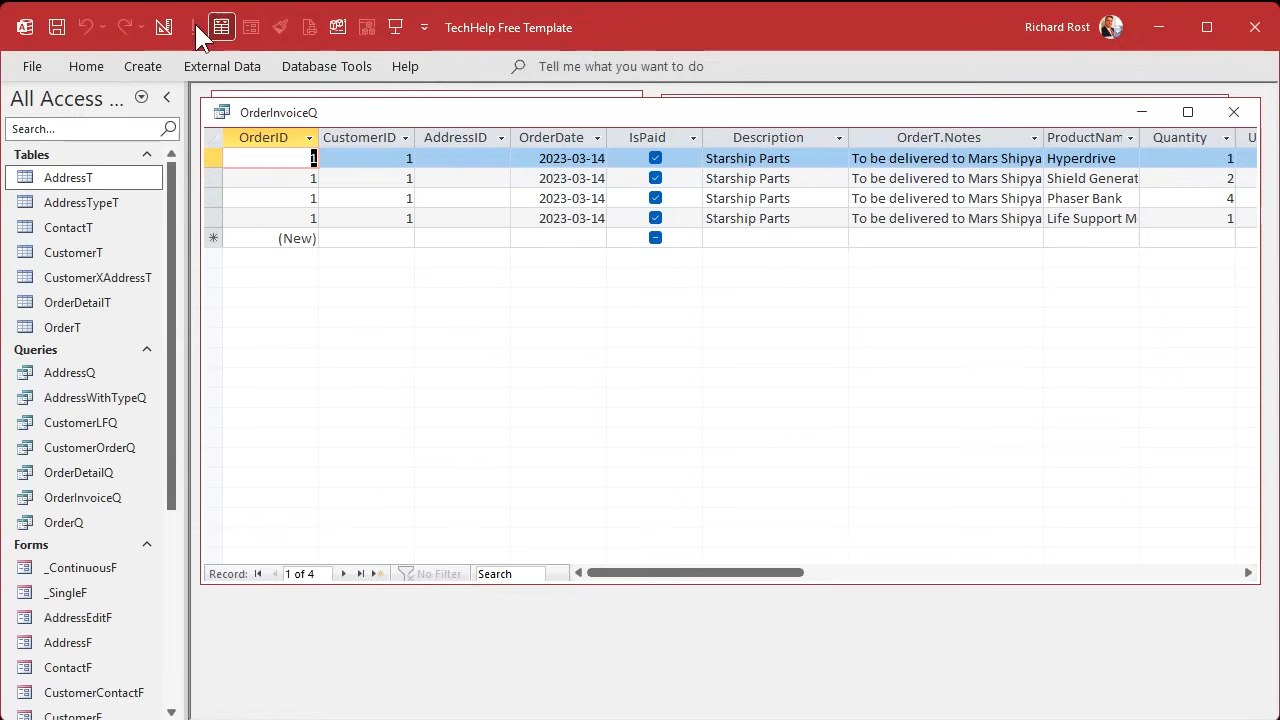 TechHelp Free Template
Richard Rost
File Home Create External Data Database Tools Help Tell me what you want to do
All Access ...
Search...
Tables
AddressT
AddressTypeT
ContactT
CustomerT
CustomerXAddressT
OrderDetailT
OrderT
Queries
AddressQ
AddressWithTypeQ
CustomerLFQ
CustomerOrderQ
OrderDetailQ
OrderInvoiceQ
OrderQ
Forms
_ContinuousF
_SingleF
AddressEditF
AddressF
ContactF
CustomerContactF
CustomerF
OrderInvoiceQ
OrderID CustomerID AddressID OrderDate IsPaid Description OrderT.Notes ProductNam Quantity U
1 1 2023-03-14 Starship Parts To be delivered to Mars Shipya Hyperdrive 1
1 1 2023-03-14 Starship Parts To be delivered to Mars Shipya Shield Generat 2
1 1 2023-03-14 Starship Parts To be delivered to Mars Shipya Phaser Bank 4
1 1 2023-03-14 Starship Parts To be delivered to Mars Shipya Life Support M 1
(New)
Record: 1 of 4 No Filter Search